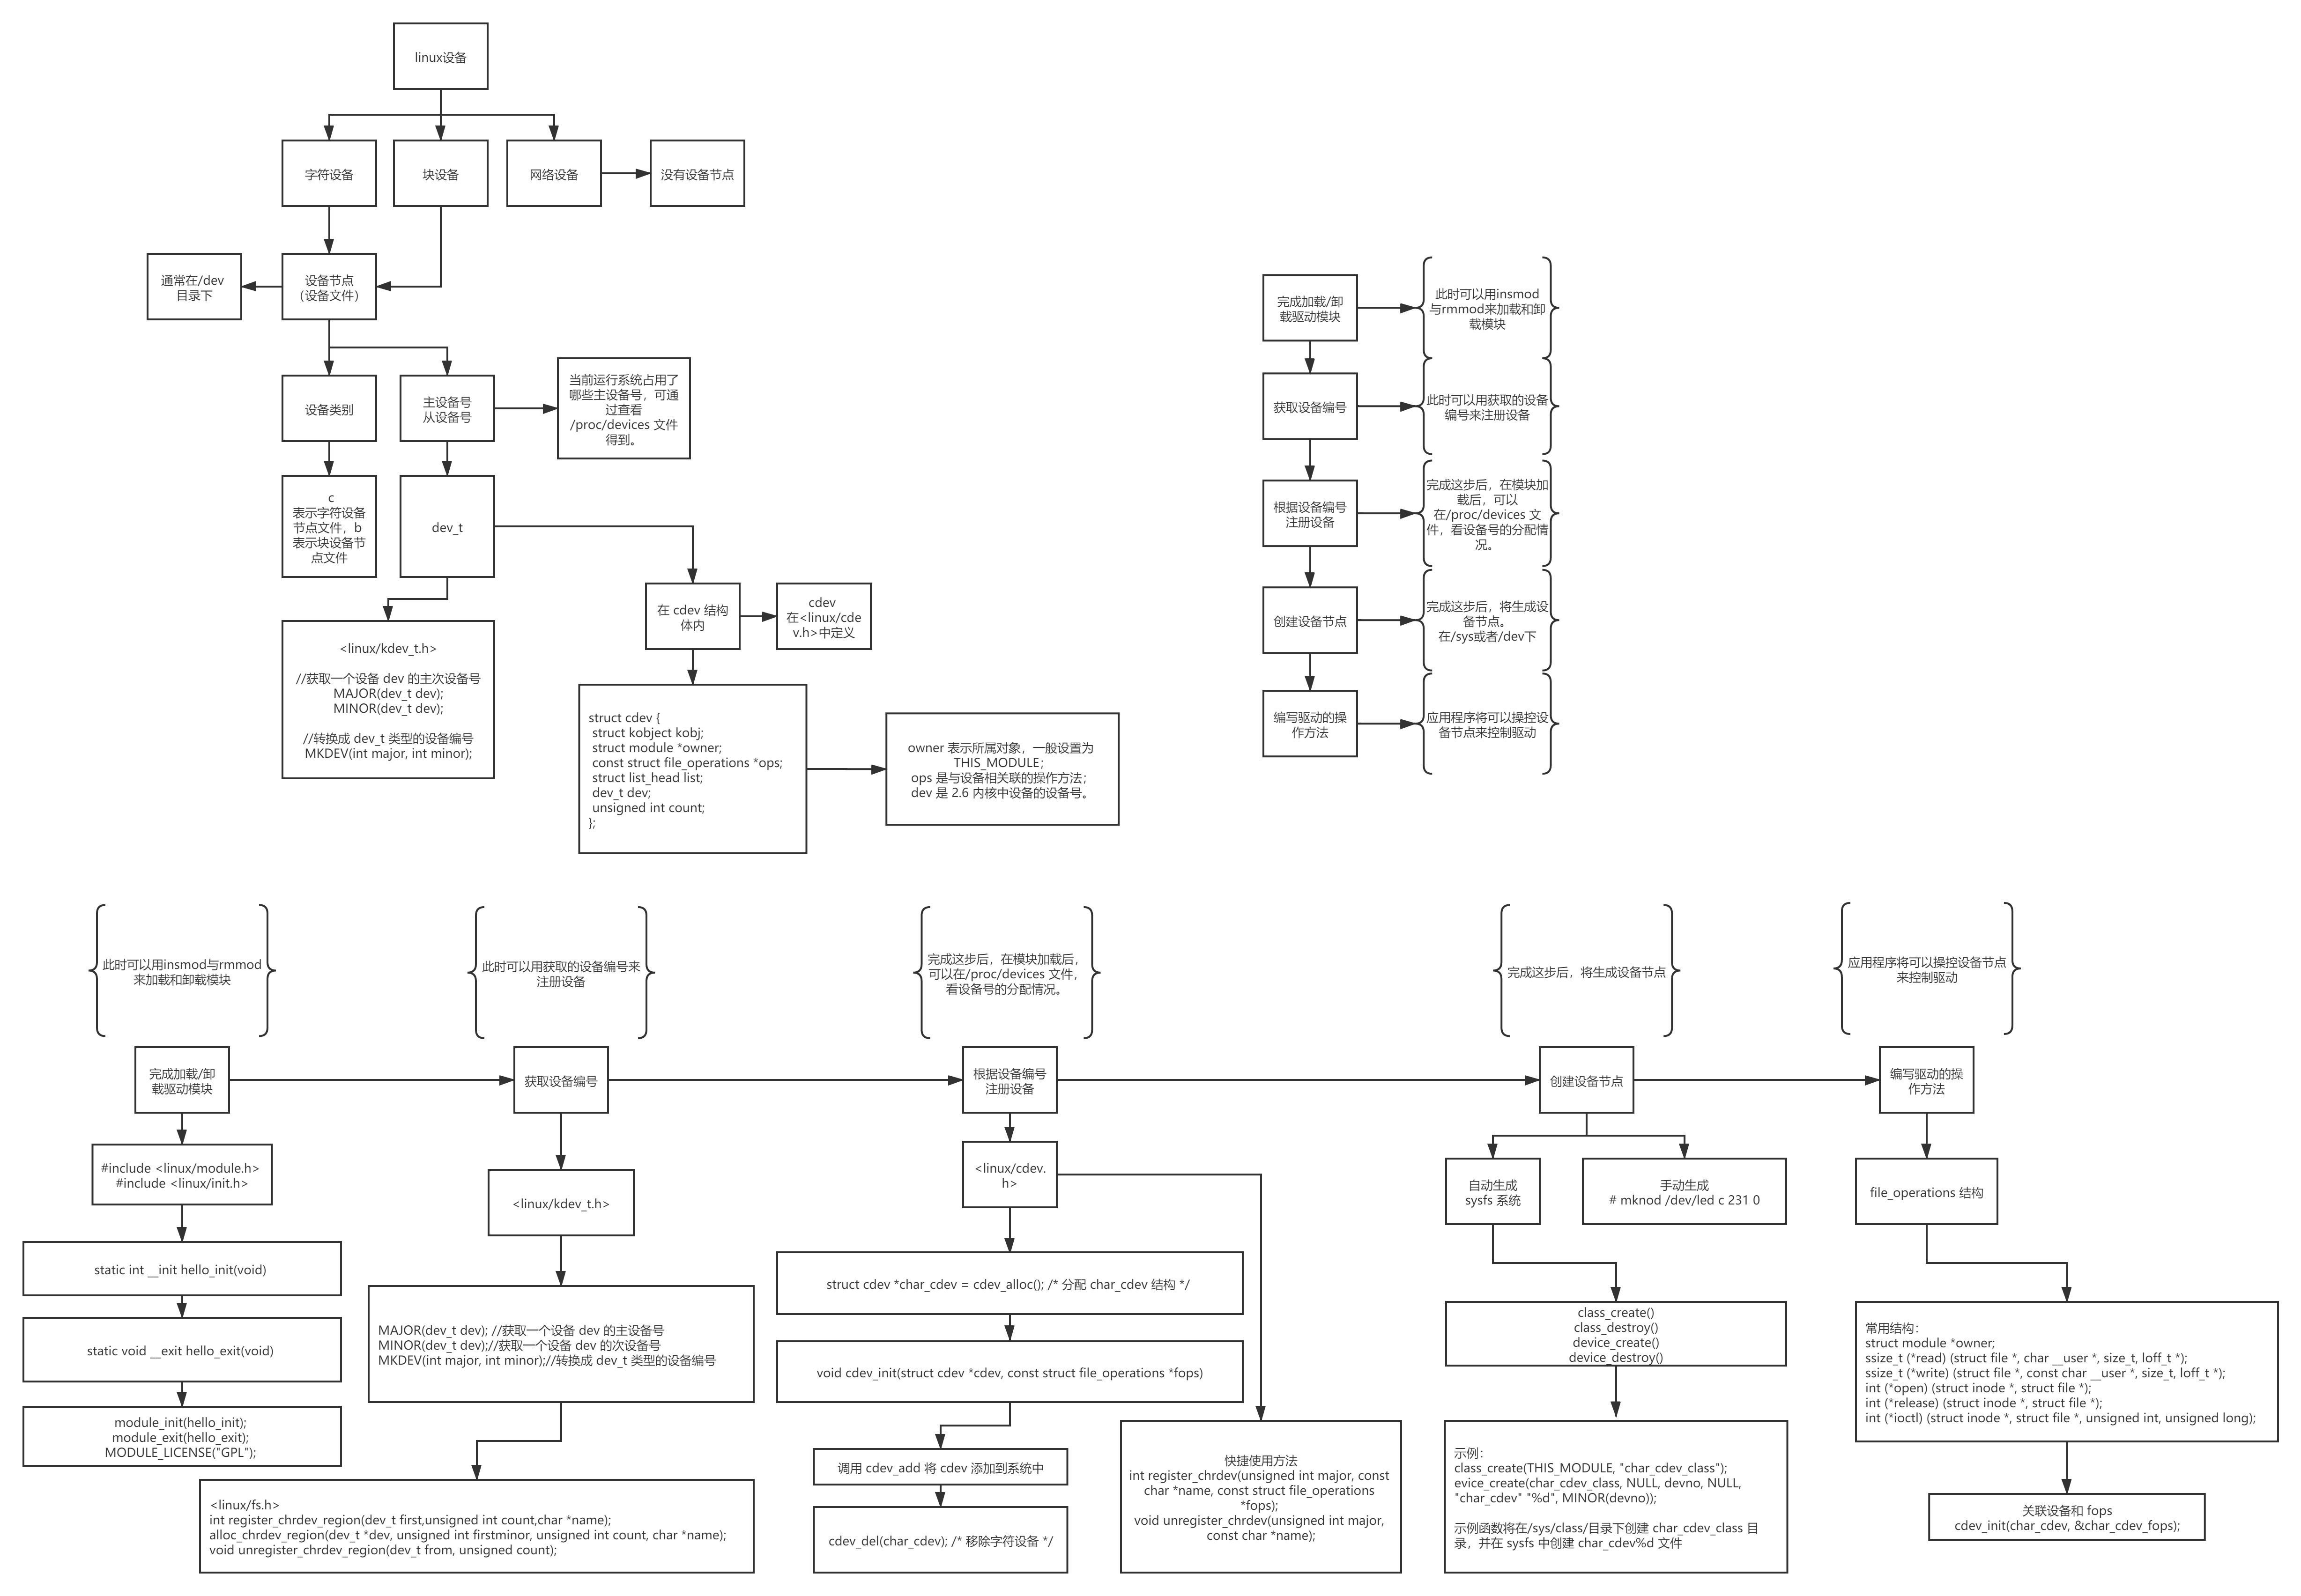 linux设备
字符设备
块设备
网络设备
没有设备节点
通常在/dev
目录下
设备节点
（设备文件）
设备类别
主设备号
从设备号
当前运行系统占用了
哪些主设备号，可通
过查看
/proc/devices 文件
得到。
c
表示字符设备
节点文件，b
表示块设备节
点文件
dev_t
在 cdev 结构
体内
cdev
在<linux/cde
v.h>中定义
<linux/kdev_t.h>
//获取一个设备 dev 的主次设备号
MAJOR(dev_t dev);
MINOR(dev_t dev);
//转换成 dev_t 类型的设备编号
MKDEV(int major, int minor);
struct cdev {
struct kobject kobj;
struct module *owner;
const struct file_operations *ops;
struct list_head list;
dev_t dev;
unsigned int count;
};
owner 表示所属对象，一般设置为
THIS_MODULE；
ops 是与设备相关联的操作方法；
dev 是 2.6 内核中设备的设备号。
完成加载/卸
载驱动模块
此时可以用insmod
与rmmod来加载和卸
载模块
获取设备编号
此时可以用获取的设备
编号来注册设备
根据设备编号
注册设备
完成这步后，在模块加
载后，可以
在/proc/devices 文
件，看设备号的分配情
况。
创建设备节点
完成这步后，将生成设
备节点。
在/sys或者/dev下
编写驱动的操
作方法
应用程序将可以操控设
备节点来控制驱动
此时可以用insmod与rmmod
来加载和卸载模块
完成加载/卸
载驱动模块
#include <linux/module.h>
#include <linux/init.h>
static int __init hello_init(void)
static void __exit hello_exit(void)
module_init(hello_init);
module_exit(hello_exit);
MODULE_LICENSE("GPL");
此时可以用获取的设备编号来
注册设备
获取设备编号
<linux/kdev_t.h>
MAJOR(dev_t dev); //获取一个设备 dev 的主设备号
MINOR(dev_t dev);//获取一个设备 dev 的次设备号
MKDEV(int major, int minor);//转换成 dev_t 类型的设备编号
<linux/fs.h>
int register_chrdev_region(dev_t first,unsigned int count,char *name);
alloc_chrdev_region(dev_t *dev, unsigned int firstminor, unsigned int count, char *name);
void unregister_chrdev_region(dev_t from, unsigned count);
完成这步后，在模块加载后，
可以在/proc/devices 文件，
看设备号的分配情况。
根据设备编号
注册设备
<linux/cdev.
h>
struct cdev *char_cdev = cdev_alloc(); /* 分配 char_cdev 结构 */
void cdev_init(struct cdev *cdev, const struct file_operations *fops)
调用 cdev_add 将 cdev 添加到系统中
cdev_del(char_cdev); /* 移除字符设备 */
快捷使用方法
int register_chrdev(unsigned int major, const
char *name, const struct file_operations
*fops);
void unregister_chrdev(unsigned int major,
const char *name);
完成这步后，将生成设备节点
创建设备节点
自动生成
sysfs 系统
手动生成
# mknod /dev/led c 231 0
class_create()
class_destroy()
device_create()
device_destroy()
示例：
class_create(THIS_MODULE, "char_cdev_class");
evice_create(char_cdev_class, NULL, devno, NULL,
"char_cdev" "%d", MINOR(devno));
示例函数将在/sys/class/目录下创建 char_cdev_class 目
录，并在 sysfs 中创建 char_cdev%d 文件
应用程序将可以操控设备节点
来控制驱动
编写驱动的操
作方法
file_operations 结构
常用结构：
struct module *owner;
ssize_t (*read) (struct file *, char __user *, size_t, loff_t *);
ssize_t (*write) (struct file *, const char __user *, size_t, loff_t *);
int (*open) (struct inode *, struct file *);
int (*release) (struct inode *, struct file *);
int (*ioctl) (struct inode *, struct file *, unsigned int, unsigned long);
关联设备和 fops
cdev_init(char_cdev, &char_cdev_fops);